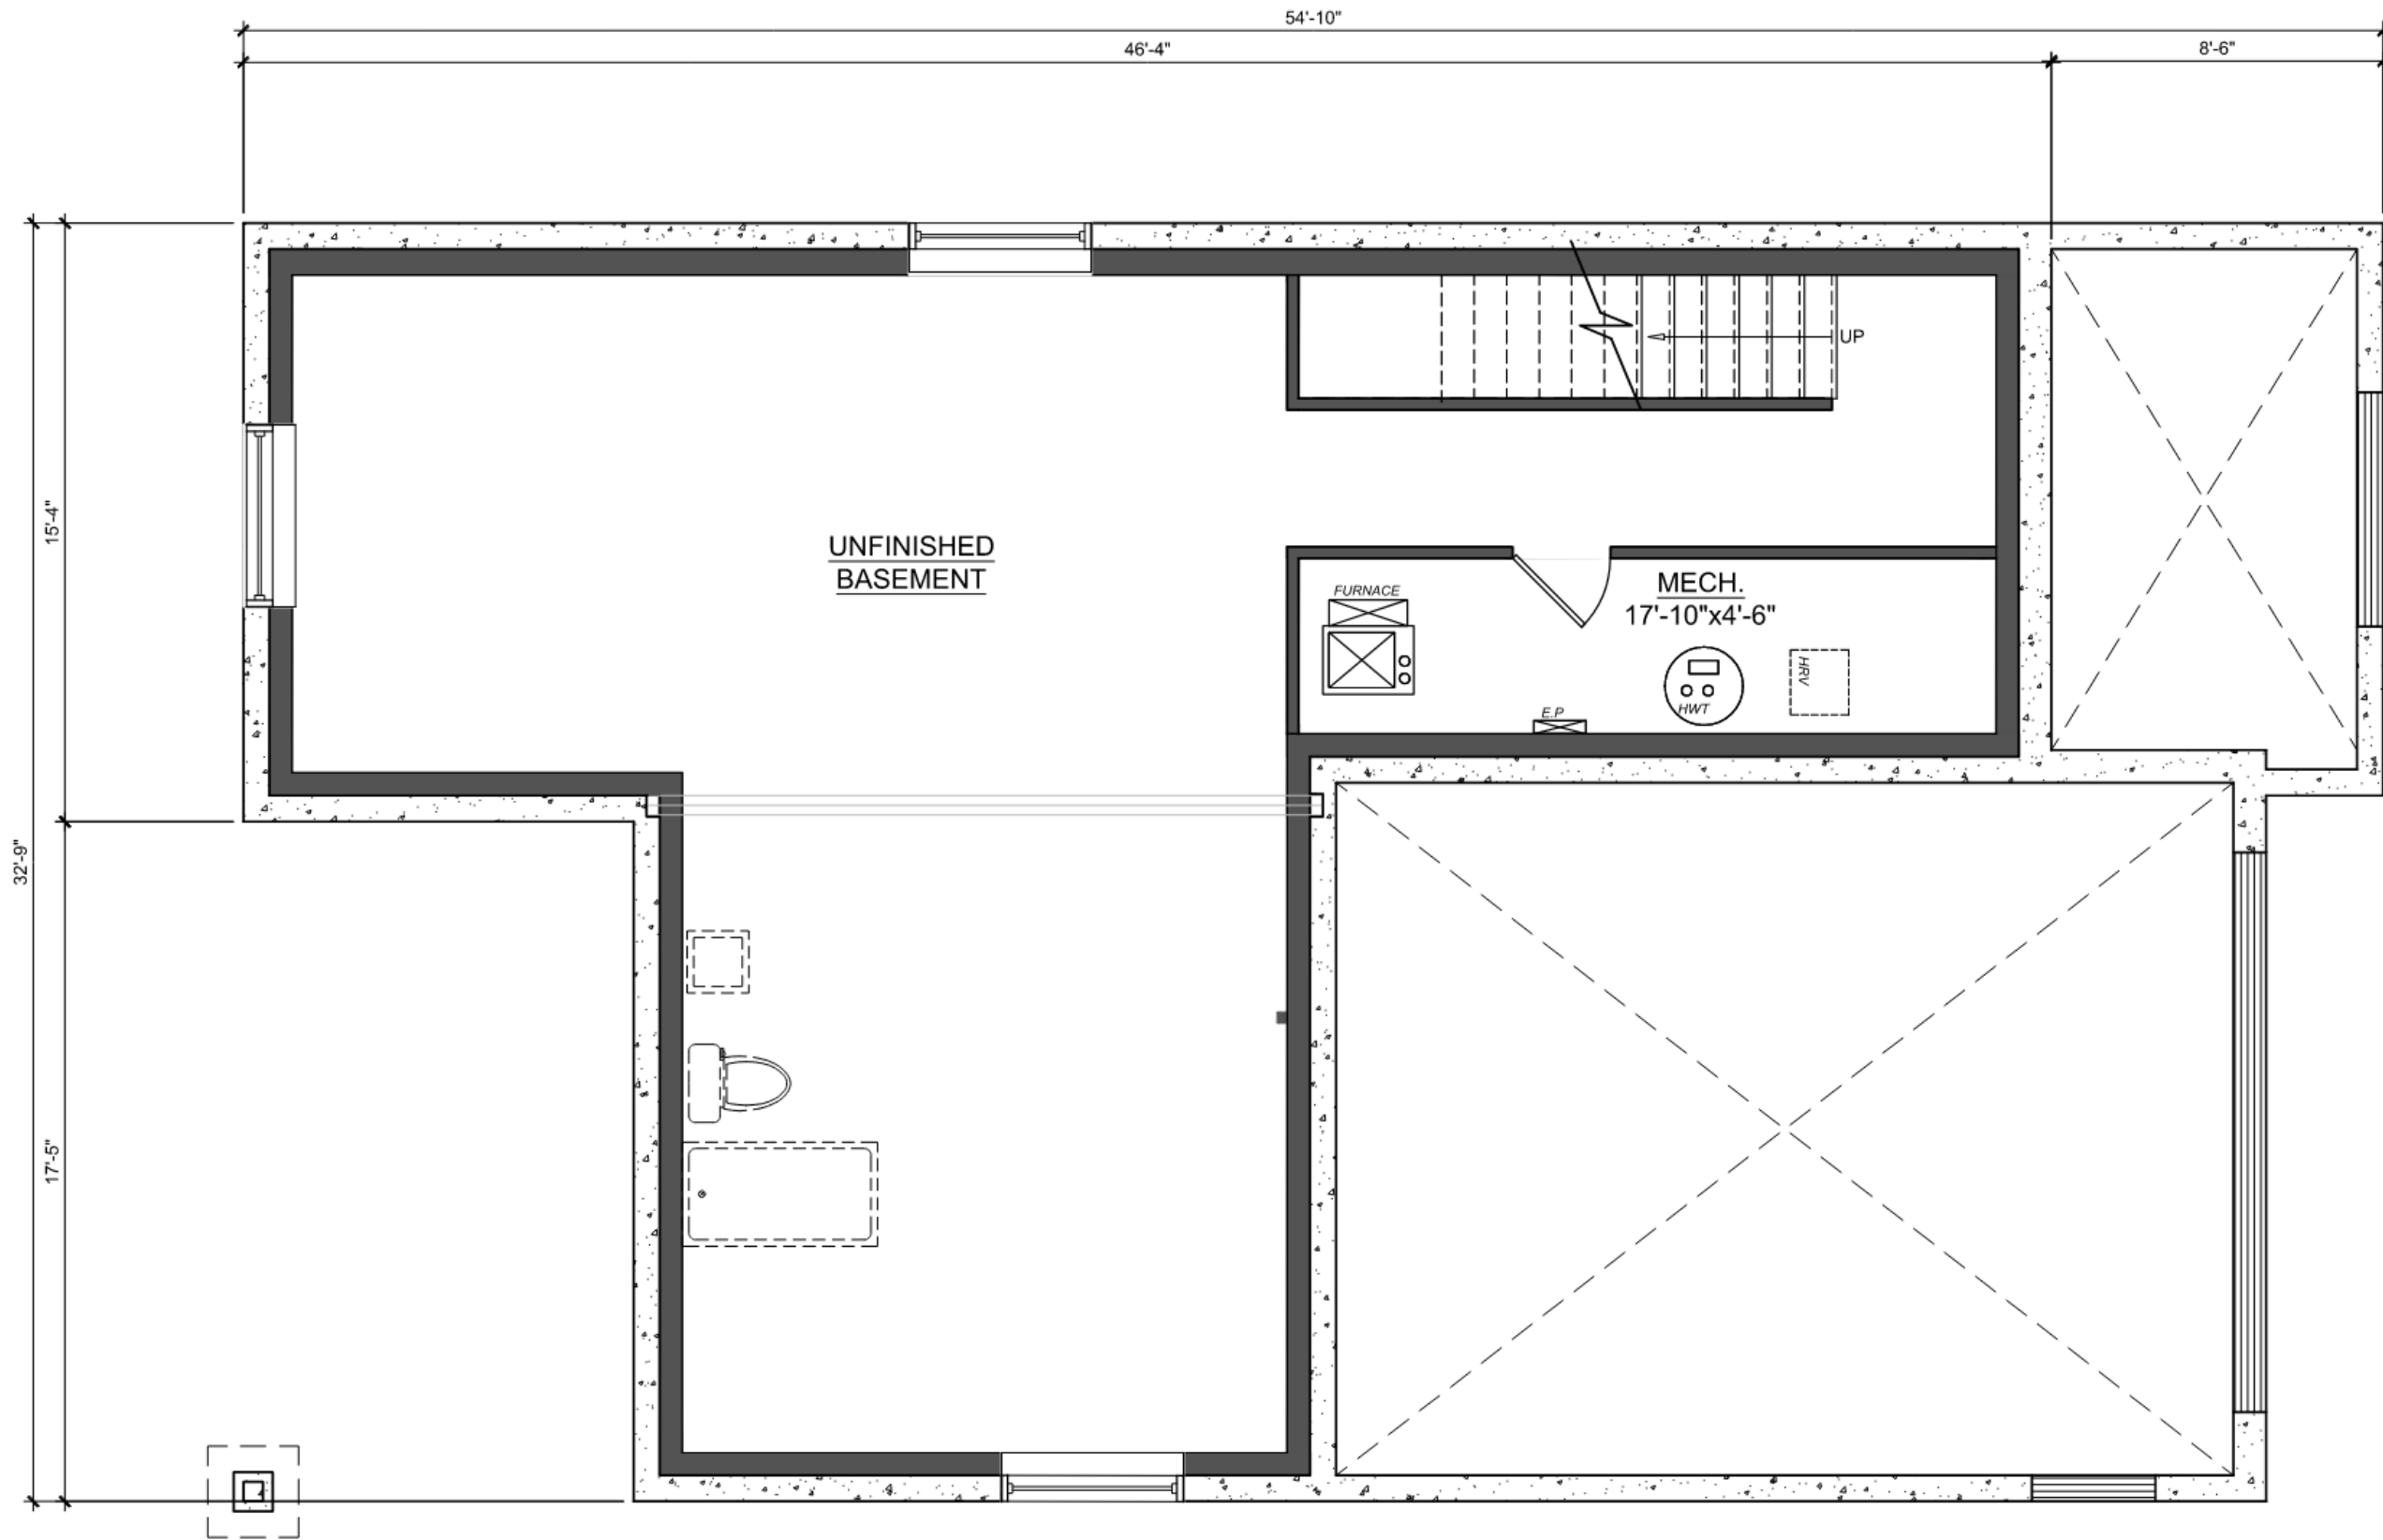 54'-10"
46'-4"
8'-6"
UP
15'-4"
UNFINISHED
BASEMENT
FURNACE
MECH.
17'-10"x4'-6"
HRV
HWT
E.P
32'-9"
17'-5"